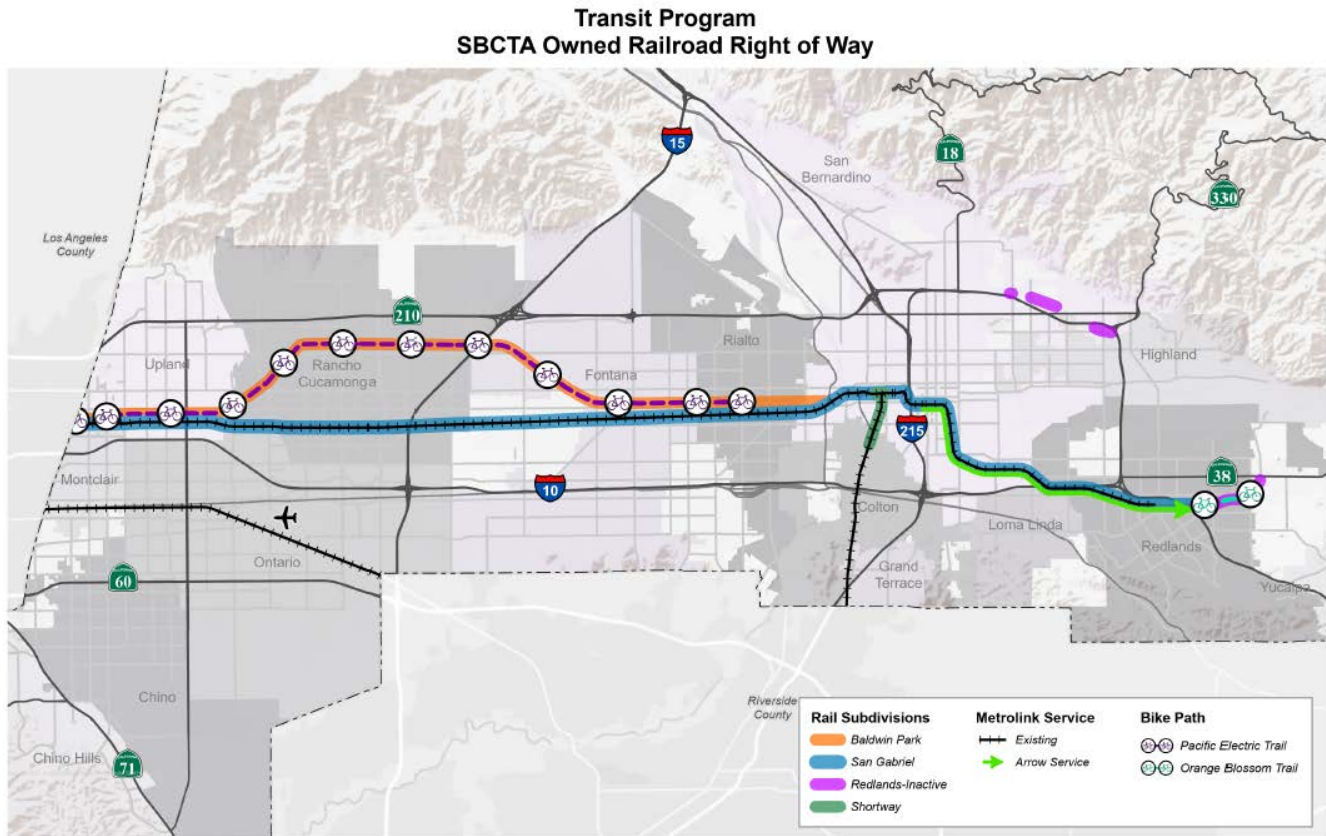 Transit Program
SBCTA Owned Railroad Right of Way
15
18
San
Bernardino
330
Los Angeles
County
210
Upland
Rancho
Cucamonga
Fontana
Rialto
Highland
215
Montclair
10
38
Colton
Loma Linda
Redlands
Ontario
60
Grand
Terrace
Yucaipa
Chino
Riverside
County
Chino Hills
71
Rail Subdivisions
Baldwin Park
San Gabriel
Redlands-Inactive
Shortway
Metrolink Service
Existing
Arrow Service
Bike Path
Pacific Electric Trail
Orange Blossom Trail